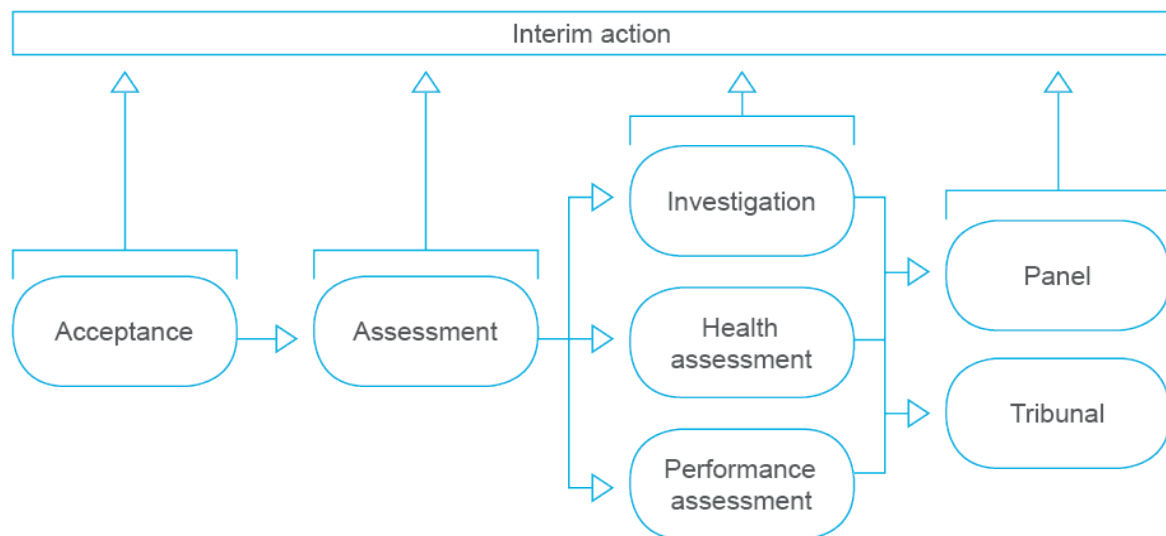 Interim action
Acceptance
Assessment
Investigation
Health
assessment
Performance
assessment
Panel
Tribunal